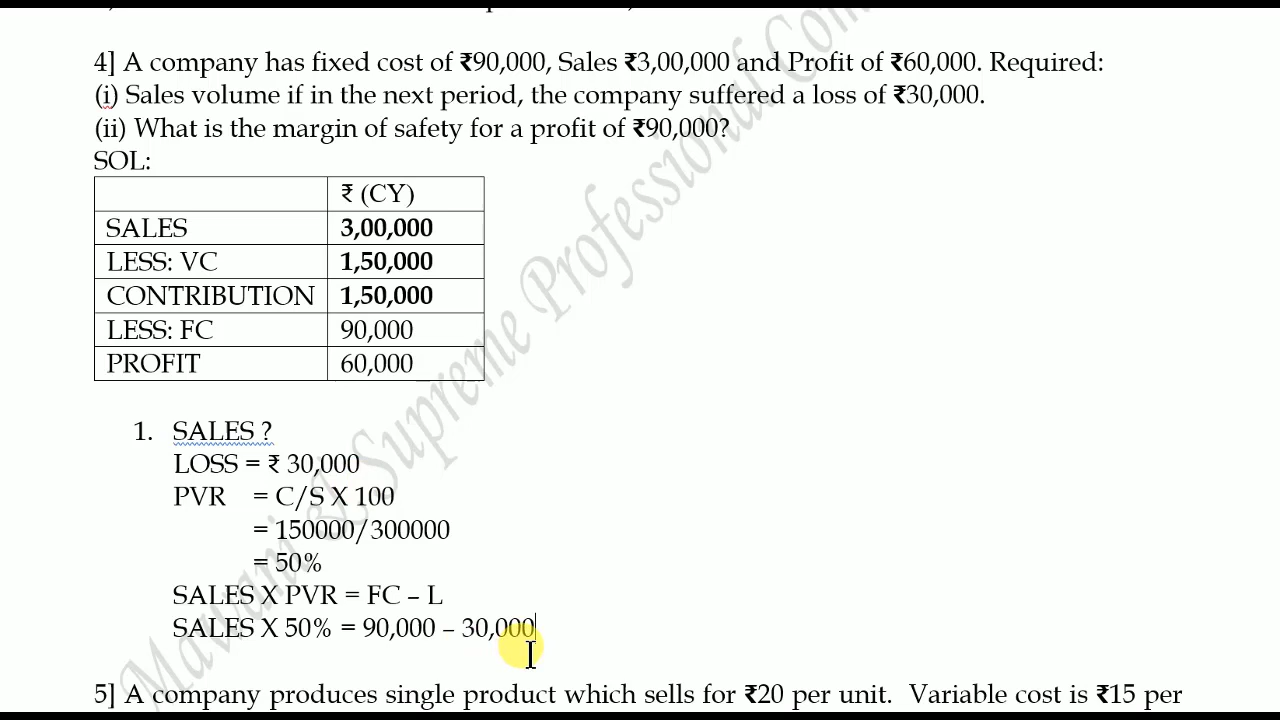 4] A company has fixed cost of ₹90,000, Sales ₹3,00,000 and Profit of ₹60,000. Required:
(i) Sales volume if in the next period, the company suffered a loss of ₹30,000.
(ii) What is the margin of safety for a profit of ₹90,000?
SOL:
₹ (CY)
SALES 3,00,000
LESS: VC 1,50,000
CONTRIBUTION 1,50,000
LESS: FC 90,000
PROFIT 60,000
1. SALES ?
LOSS = ₹ 30,000
PVR = C/S X 100
= 150000/300000
= 50%
SALES X PVR = FC – L
SALES X 50% = 90,000 – 30,000
5] A company produces single product which sells for ₹20 per unit. Variable cost is ₹15 per
Mawani & Supreme Professional